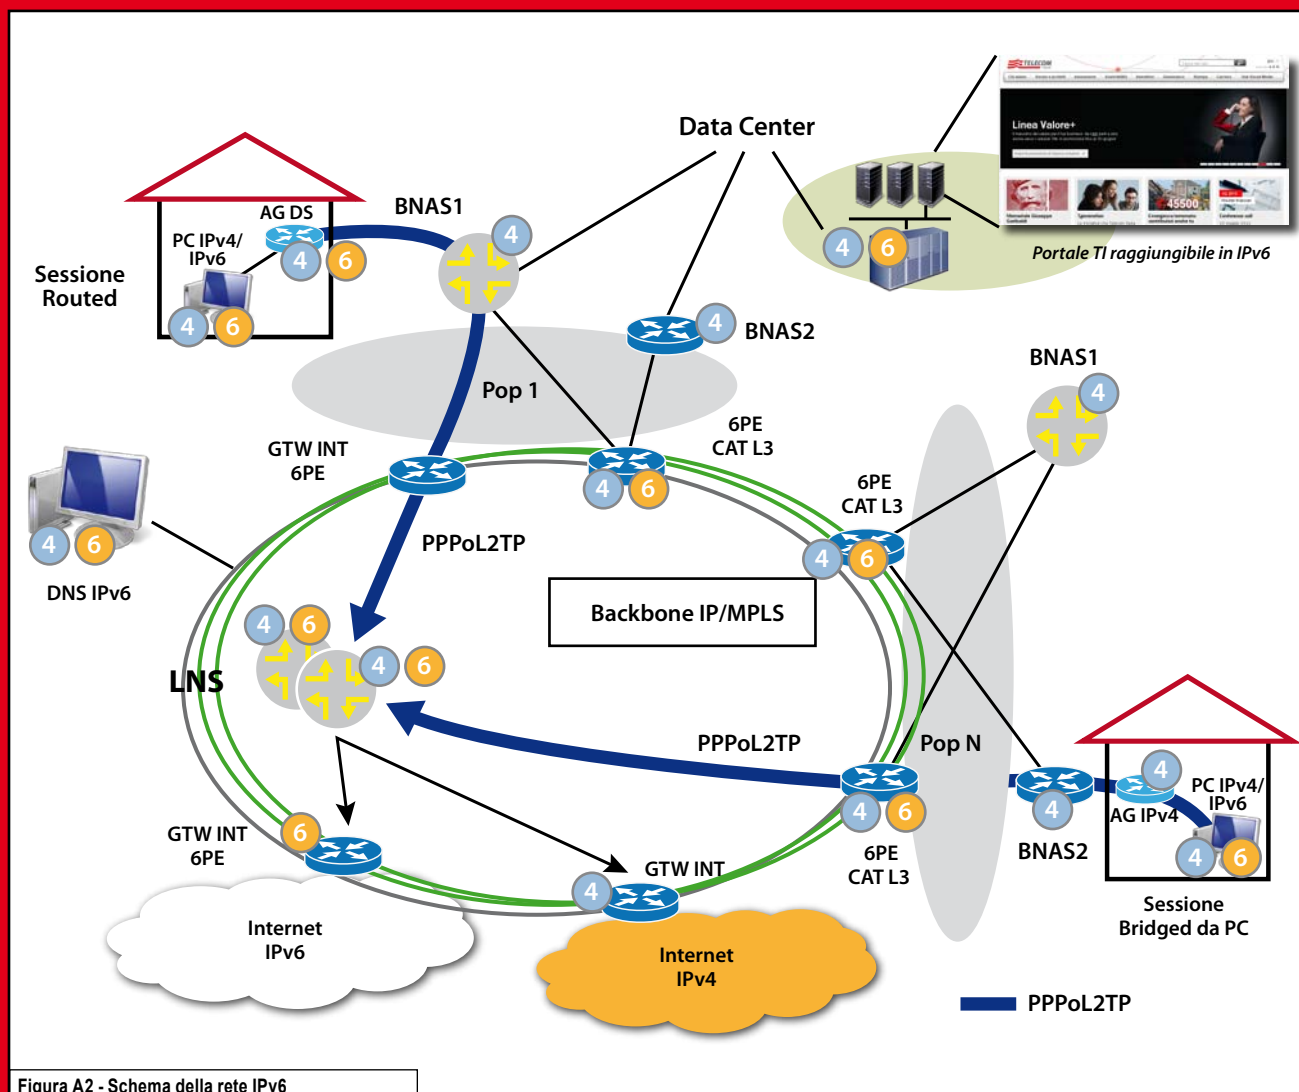 TELECOM
Linea Valore+
45500
Data Center
Portale TI raggiungibile in IPv6
AG DS
4
6
PC IPv4/
IPv6
4
6
Sessione
Routed
BNAS1
4
4
6
4
BNAS2
Pop 1
BNAS1
4
GTW INT
6PE
6PE
CAT L3
4
6
6PE
CAT L3
4
6
4
6
DNS IPv6
PPPoL2TP
Backbone IP/MPLS
4
6
4
6
LNS
PPPoL2TP
Pop N
4
6
6PE
CAT L3
4
BNAS2
4
AG IPv4
PC IPv4/
IPv6
4
6
Sessione
Bridged da PC
GTW INT
6PE
6
GTW INT
4
Internet
IPv6
Internet
IPv4
PPPoL2TP
Figura A2 - Schema della rete IPv6